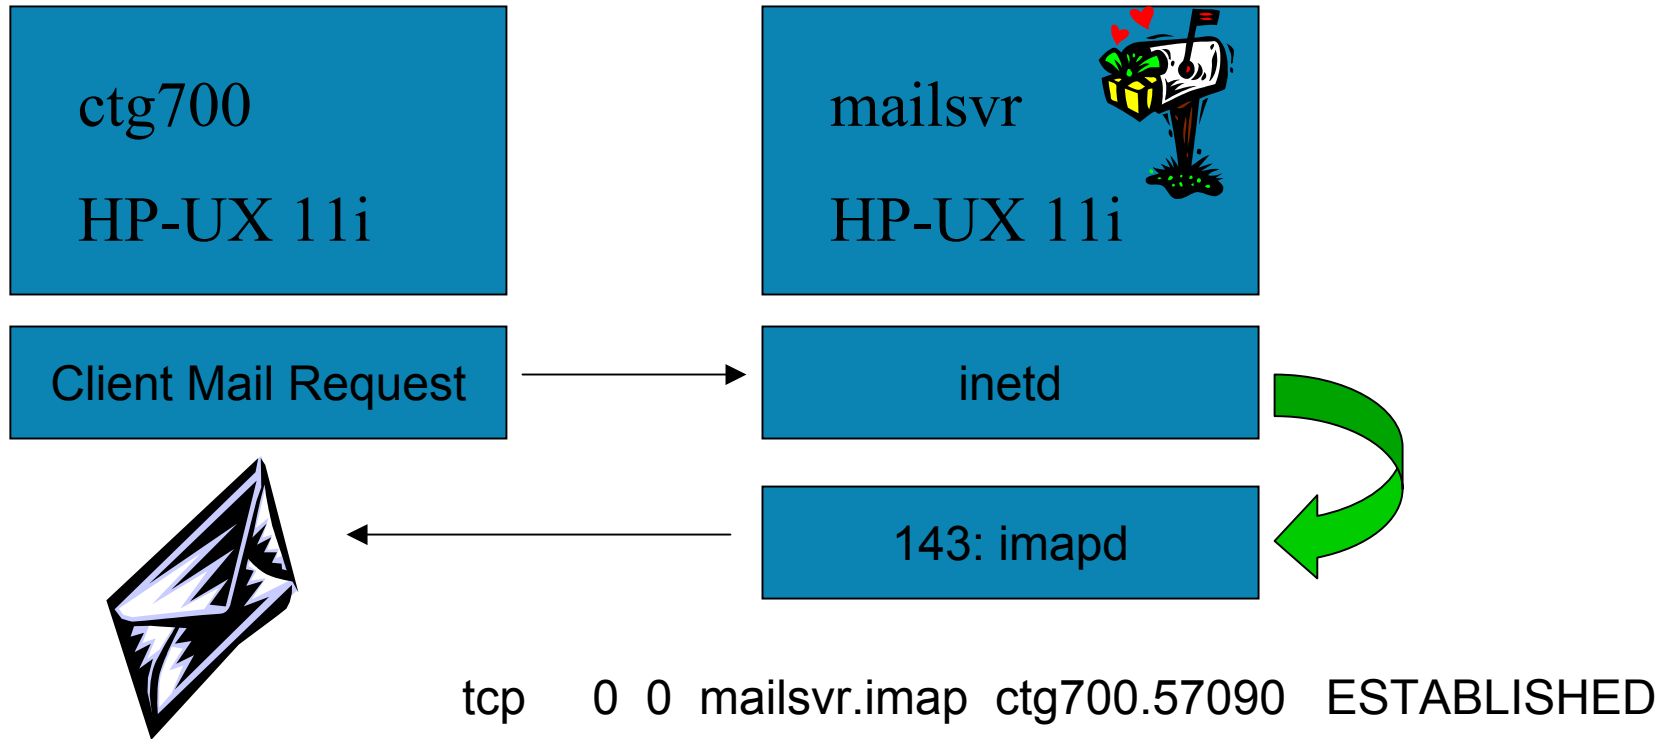 ctg700
HP-UX 11i
mailsvr
HP-UX 11i
Client Mail Request
inetd
143: imapd
tcp 0 0 mailsvr.imap ctg700.57090 ESTABLISHED